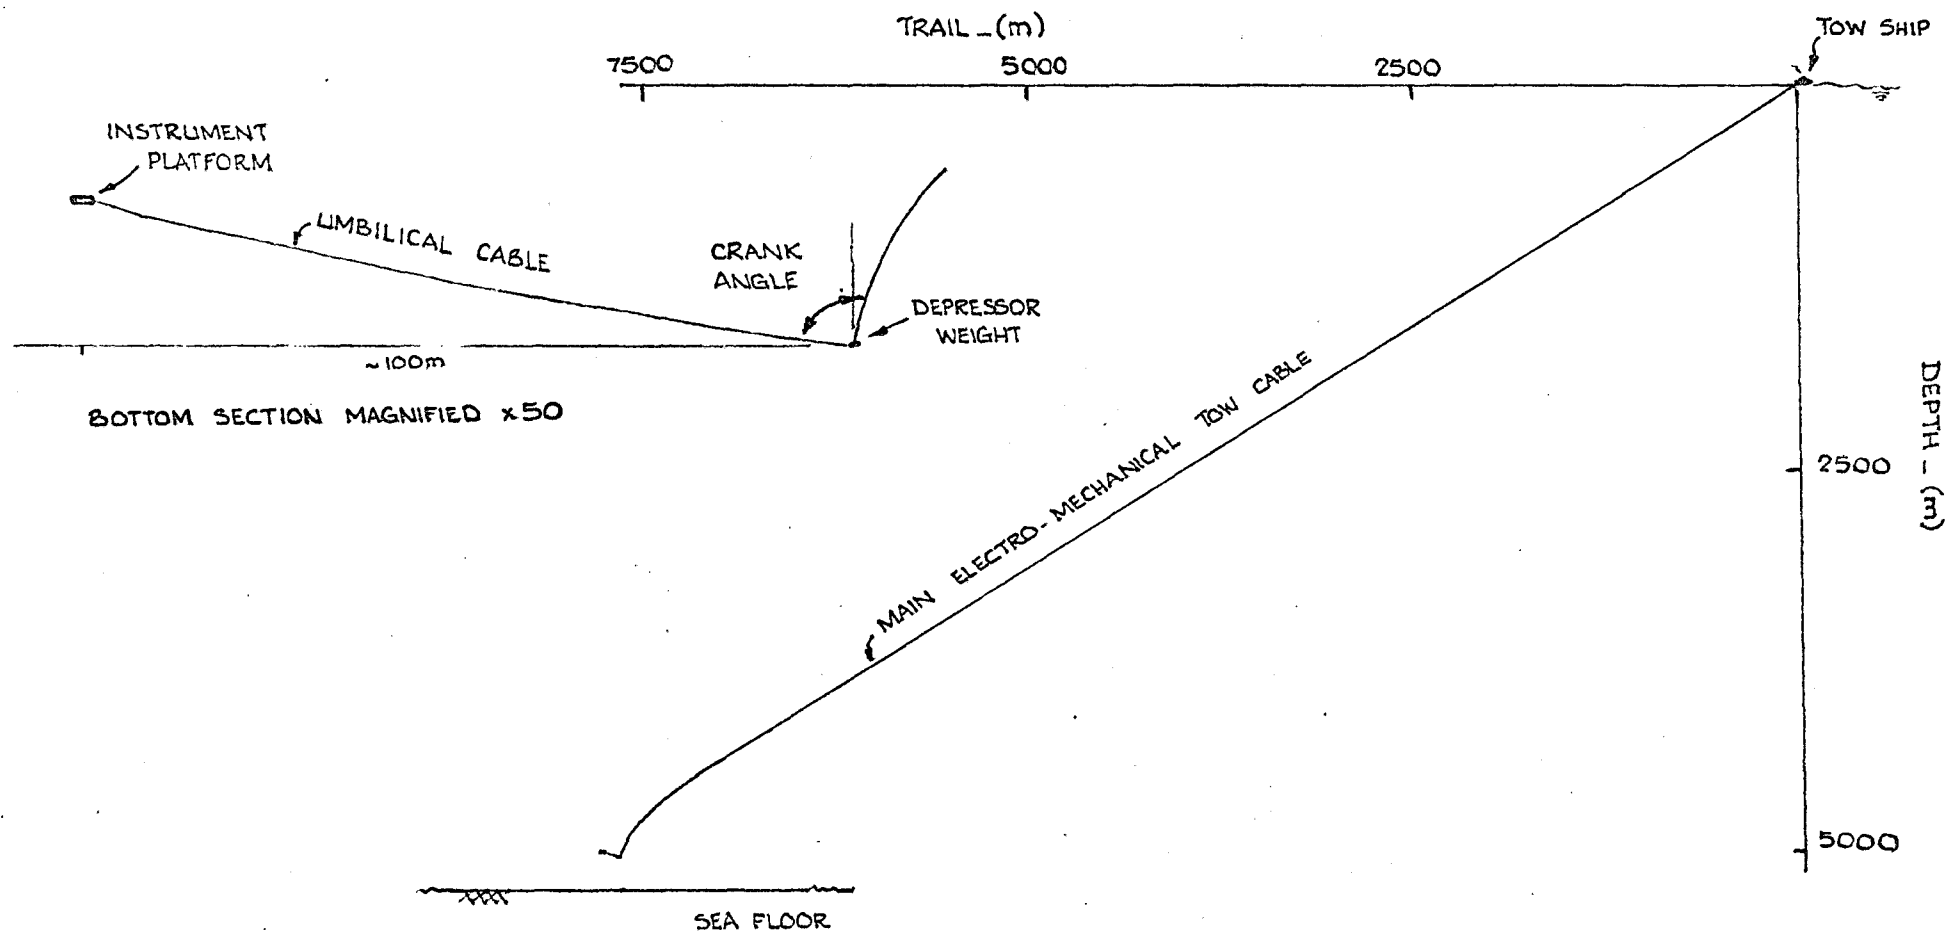 TRAIL - (m)
TOW SHIP
7500
5000
2500
INSTRUMENT
PLATFORM
UMBILICAL CABLE
CRANK
ANGLE
DEPRESSOR
WEIGHT
~100m
BOTTOM SECTION MAGNIFIED x50
MAIN ELECTRO-MECHANICAL TOW CABLE
DEPTH - (m)
2500
5000
SEA FLOOR